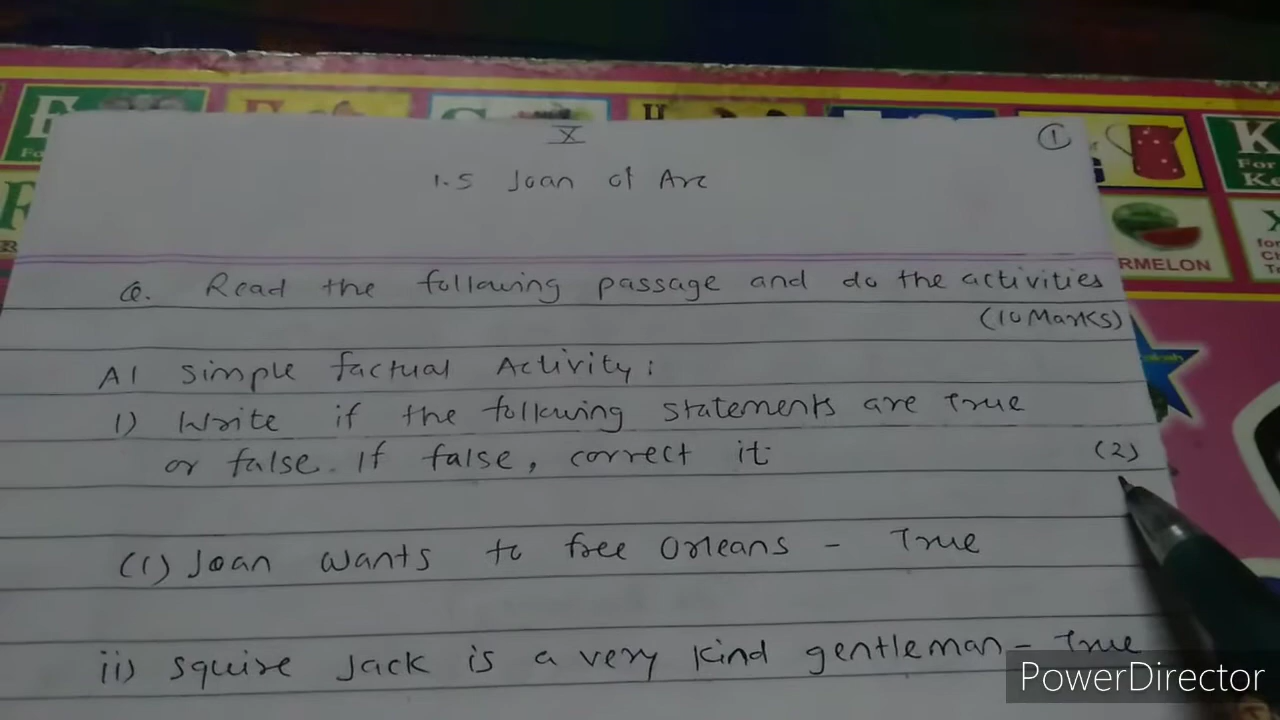 X
1
1.5 Joan of Arc
Q. Read the following passage and do the activities
(10 Marks)
A1 Simple factual Activity:
1) Write if the following statements are True
or false. If false, correct it.
(2)
(1) Joan wants to free Orleans - True
ii) squire Jack is a very kind gentleman - True
RMELON
PowerDirector